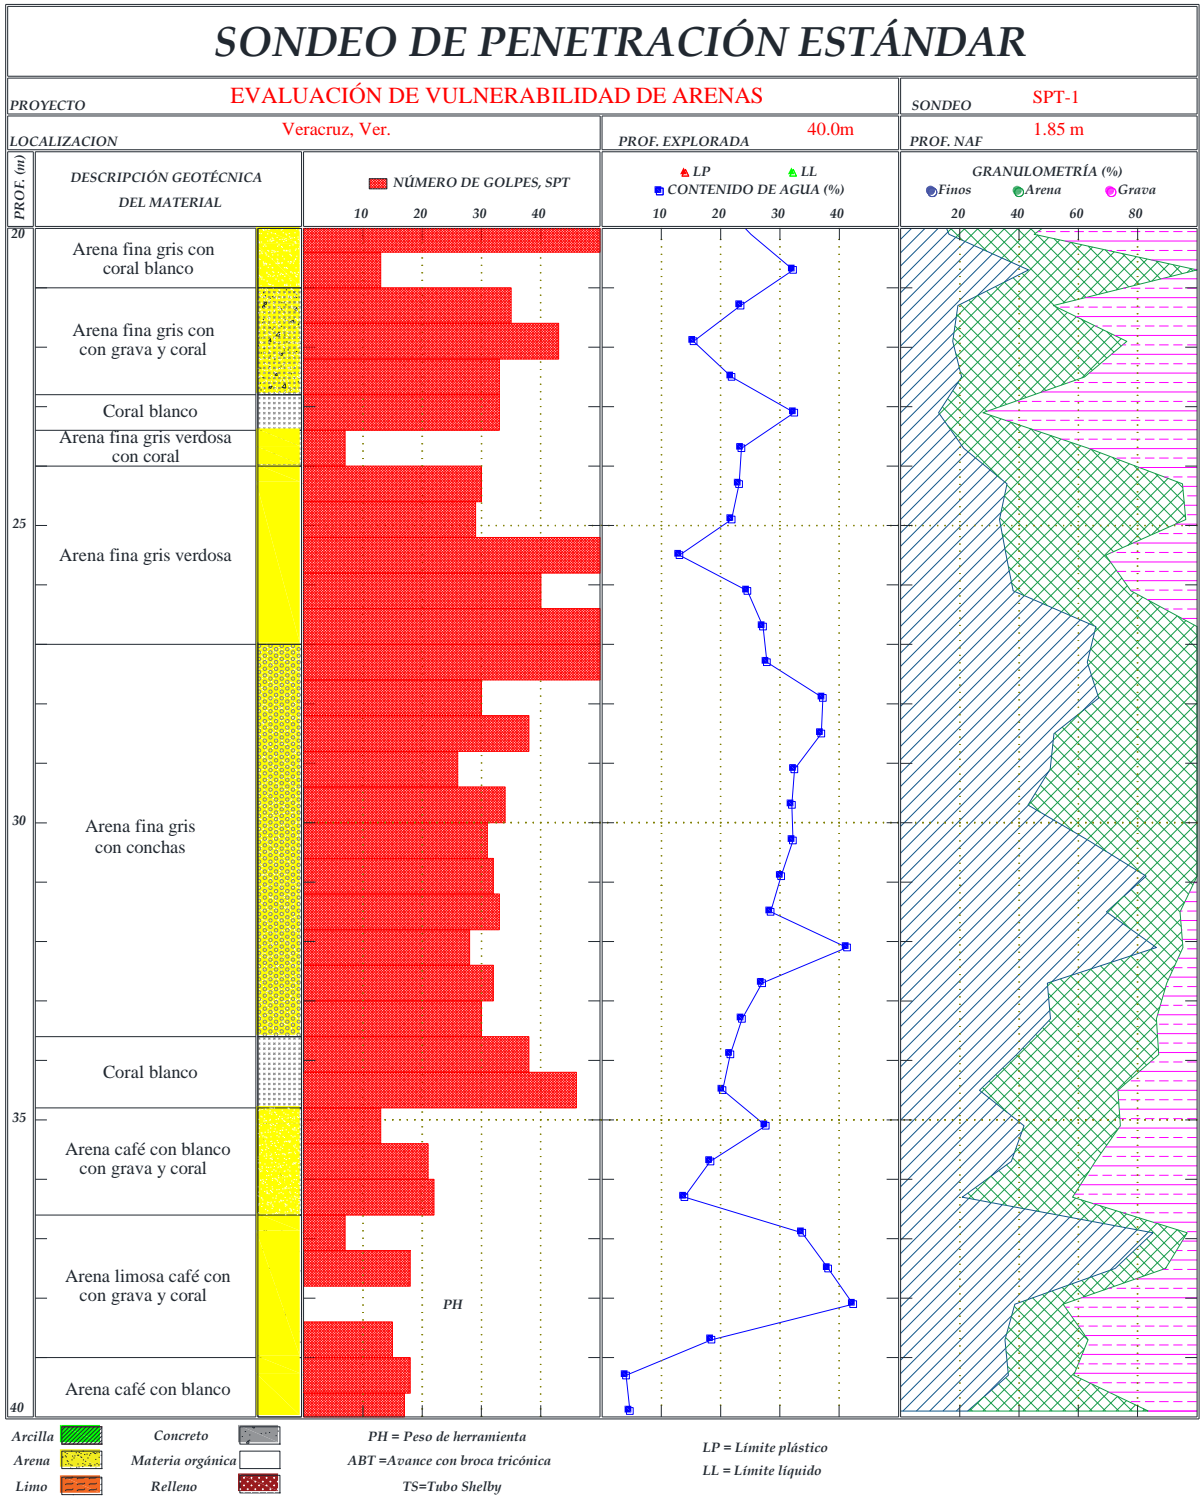 SONDEO DE PENETRACIÓN ESTÁNDAR
PROYECTO EVALUACIÓN DE VULNERABILIDAD DE ARENAS SONDEO SPT-1
LOCALIZACION Veracruz, Ver. PROF. EXPLORADA 40.0m PROF. NAF 1.85 m
PROF. (m)
DESCRIPCIÓN GEOTÉCNICA
DEL MATERIAL
NÚMERO DE GOLPES, SPT
10 20 30 40
LP LL
CONTENIDO DE AGUA (%)
10 20 30 40
GRANULOMETRÍA (%)
Finos Arena Grava
20 40 60 80
20
Arena fina gris con
coral blanco
Arena fina gris con
con grava y coral
Coral blanco
Arena fina gris verdosa
con coral
25
Arena fina gris verdosa
30
Arena fina gris
con conchas
Coral blanco
35
Arena café con blanco
con grava y coral
Arena limosa café con
con grava y coral
PH
Arena café con blanco
40
Arcilla Concreto PH = Peso de herramienta
Arena Materia orgánica ABT =Avance con broca tricónica
Limo Relleno TS=Tubo Shelby
LP = Límite plástico
LL = Límite líquido